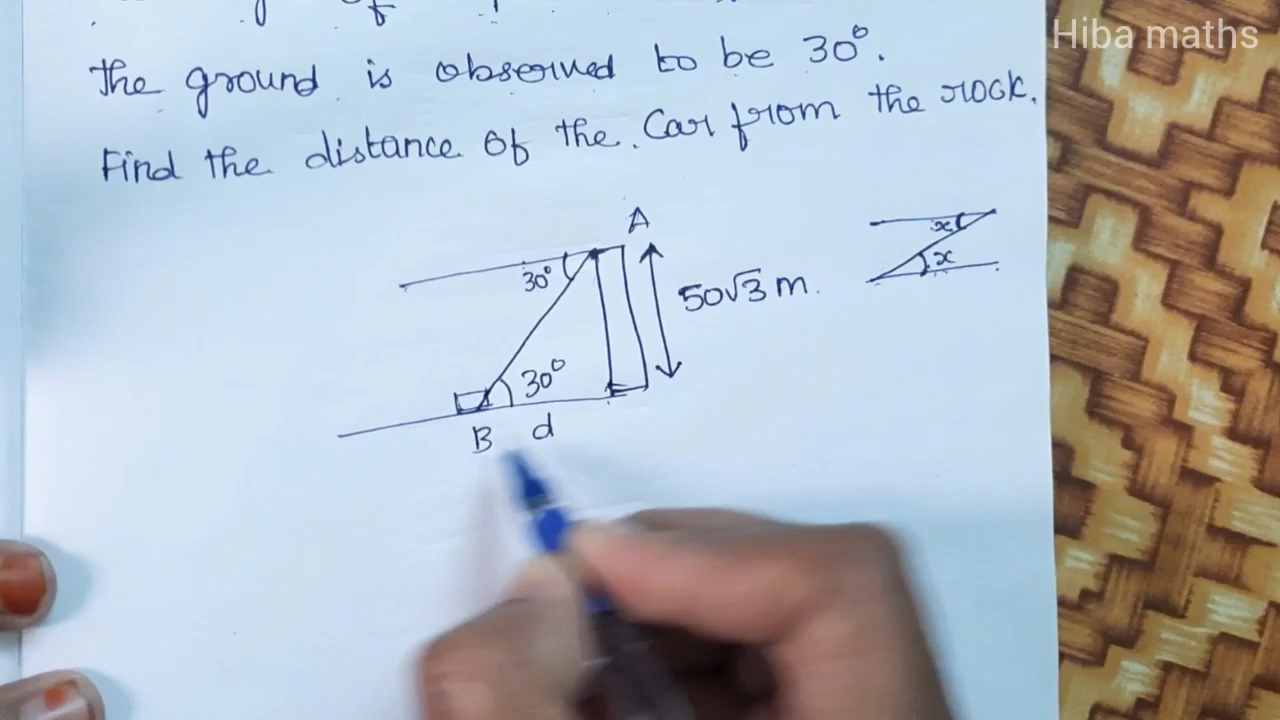 Hiba maths
the ground is observed to be 30°.
Find the distance of the Car from the rock.
A
x
30°
x
50√3 m.
30°
B d